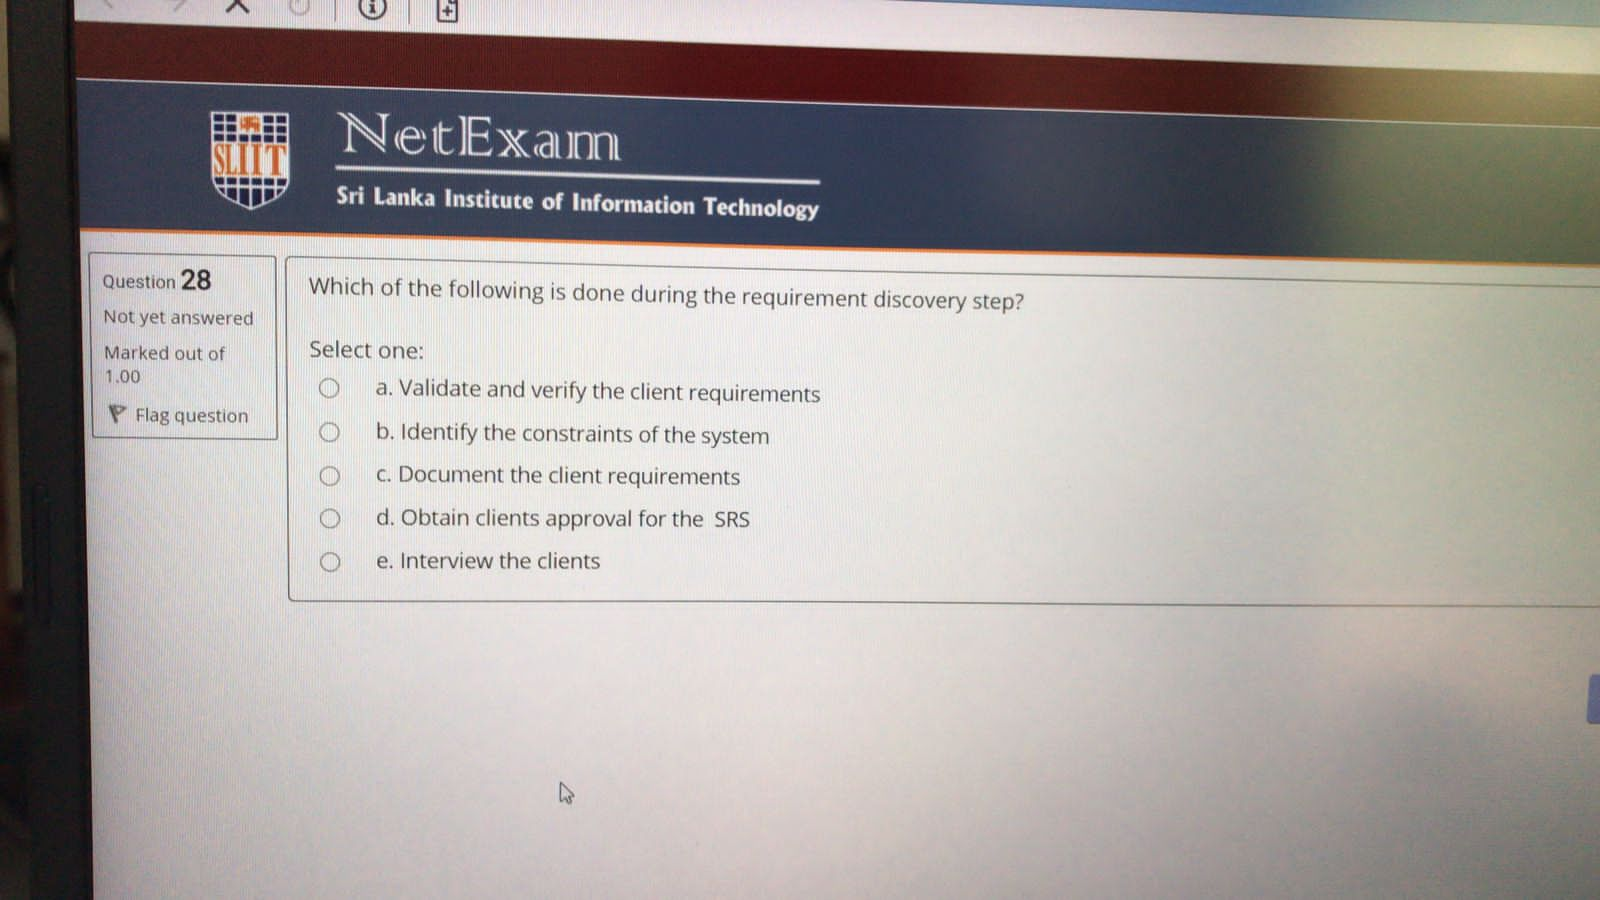 SLIIT
NetExam
Sri Lanka Institute of Information Technology
Question 28
Not yet answered
Marked out of
1.00
Flag question
Which of the following is done during the requirement discovery step?
Select one:
a. Validate and verify the client requirements
b. Identify the constraints of the system
c. Document the client requirements
d. Obtain clients approval for the SRS
e. Interview the clients